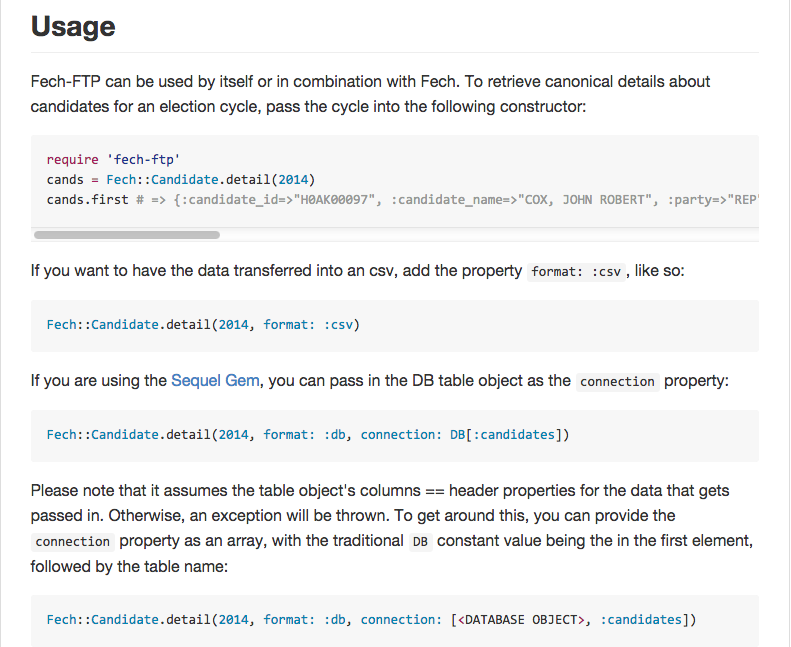 Usage
Fech-FTP can be used by itself or in combination with Fech. To retrieve canonical details about
candidates for an election cycle, pass the cycle into the following constructor:
require 'fech-ftp'
cands = Fech::Candidate.detail(2014)
cands.first # => {:candidate_id=>"H0AK00097", :candidate_name=>"COX, JOHN ROBERT", :party=>"REP"
If you want to have the data transferred into an csv, add the property format: :csv, like so:
Fech::Candidate.detail(2014, format: :csv)
If you are using the Sequel Gem, you can pass in the DB table object as the connection property:
Fech::Candidate.detail(2014, format: :db, connection: DB[:candidates])
Please note that it assumes the table object's columns == header properties for the data that gets
passed in. Otherwise, an exception will be thrown. To get around this, you can provide the
connection property as an array, with the traditional DB constant value being the in the first element,
followed by the table name:
Fech::Candidate.detail(2014, format: :db, connection: [<DATABASE OBJECT>, :candidates])